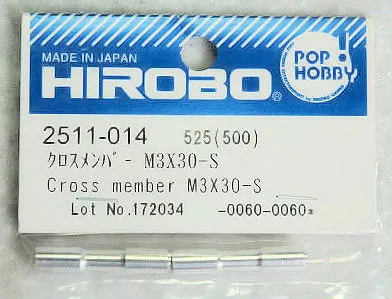 MADE IN JAPAN
HIROBO®
POP!
HOBBY
2511-014 525(500)
クロスメンバ- M3X30-S
Cross member M3X30-S
Lot No.172034 -0060-0060*